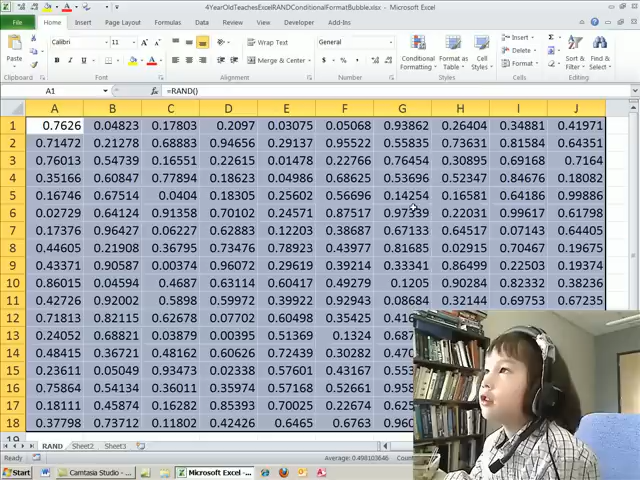 4YearOldTeachesExcelRANDConditionalFormatBubble.xlsx - Microsoft Excel
File Home Insert Page Layout Formulas Data Review View Developer Add-Ins
Calibri 11 Wrap Text General Insert
Paste Merge & Center Conditional Formatting Format as Table Cell Styles Delete Sort & Filter Find & Select
Format
Clipboard Font Alignment Number Styles Cells Editing
A1 =RAND()
A B C D E F G H I J
1 0.7626 0.04823 0.17803 0.2097 0.03075 0.05068 0.93862 0.26404 0.34881 0.41971
2 0.71472 0.21278 0.68883 0.94656 0.29137 0.95522 0.55835 0.73631 0.81584 0.64351
3 0.76013 0.54739 0.16551 0.22615 0.01478 0.22766 0.76454 0.30895 0.69168 0.7164
4 0.35166 0.60847 0.77894 0.18623 0.04986 0.68625 0.53696 0.52347 0.84676 0.18082
5 0.16746 0.67514 0.0404 0.18305 0.25602 0.56696 0.14254 0.16581 0.64186 0.99886
6 0.02729 0.64124 0.91358 0.70102 0.24571 0.87517 0.97339 0.22031 0.99617 0.61798
7 0.17376 0.96427 0.06227 0.62883 0.12203 0.38687 0.67133 0.64517 0.07143 0.64405
8 0.44605 0.21908 0.36795 0.73476 0.78923 0.43977 0.81685 0.02915 0.70467 0.19675
9 0.43371 0.90587 0.00374 0.96072 0.29619 0.39214 0.33341 0.86499 0.22503 0.19374
10 0.86015 0.04594 0.4687 0.63114 0.60417 0.49279 0.1205 0.90284 0.82332 0.38236
11 0.42726 0.92002 0.5898 0.59772 0.39922 0.92943 0.08684 0.32144 0.69753 0.67235
12 0.71813 0.82115 0.62678 0.07702 0.60498 0.35425
13 0.24052 0.68821 0.03879 0.00395 0.51369 0.1324
14 0.48415 0.36721 0.48162 0.60626 0.72439 0.30282
15 0.23611 0.05049 0.93473 0.02338 0.57601 0.43167
16 0.75864 0.54134 0.36011 0.35974 0.57168 0.52661
17 0.18111 0.45874 0.16282 0.85393 0.70025 0.22674
18 0.37798 0.73712 0.11802 0.42426 0.6465 0.6763
19
RAND Sheet2 Sheet3
Ready Average: 0.498103646
Start Camtasia Studio - ... Microsoft Excel - ...